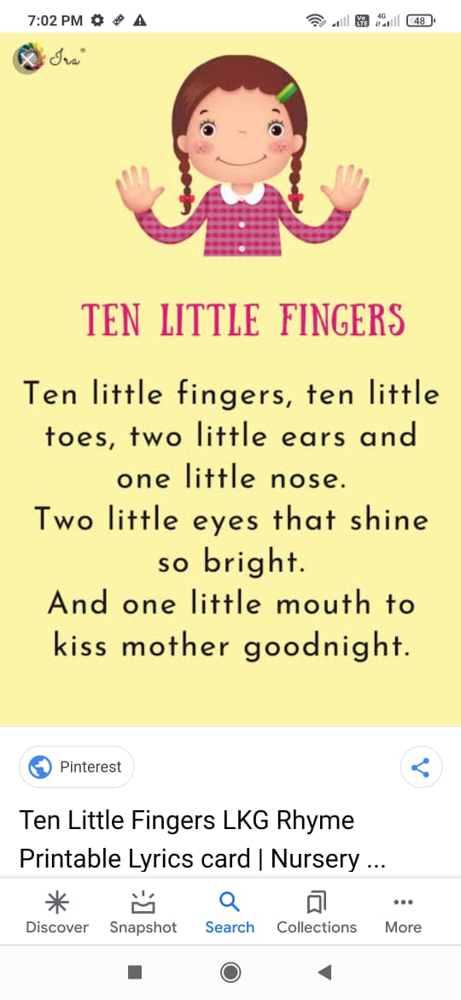 7:02 PM
Vo LTE
4G
48
Ira
TEN LITTLE FINGERS
Ten little fingers, ten little
toes, two little ears and
one little nose.
Two little eyes that shine
so bright.
And one little mouth to
kiss mother goodnight.
Pinterest
Ten Little Fingers LKG Rhyme
Printable Lyrics card | Nursery ...
Discover Snapshot Search Collections More